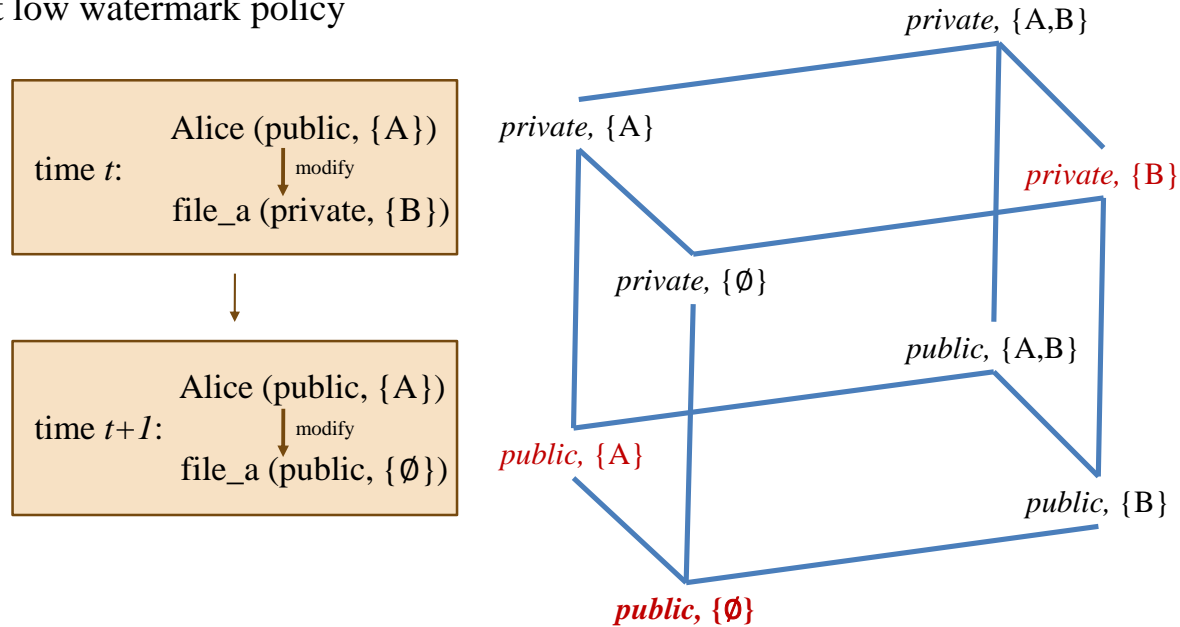 low watermark policy
Alice (public, {A})
time t:
modify
file_a (private, {B})
Alice (public, {A})
time t+1:
modify
file_a (public, {∅})
private, {A,B}
private, {A}
private, {B}
private, {∅}
public, {A,B}
public, {A}
public, {B}
public, {∅}